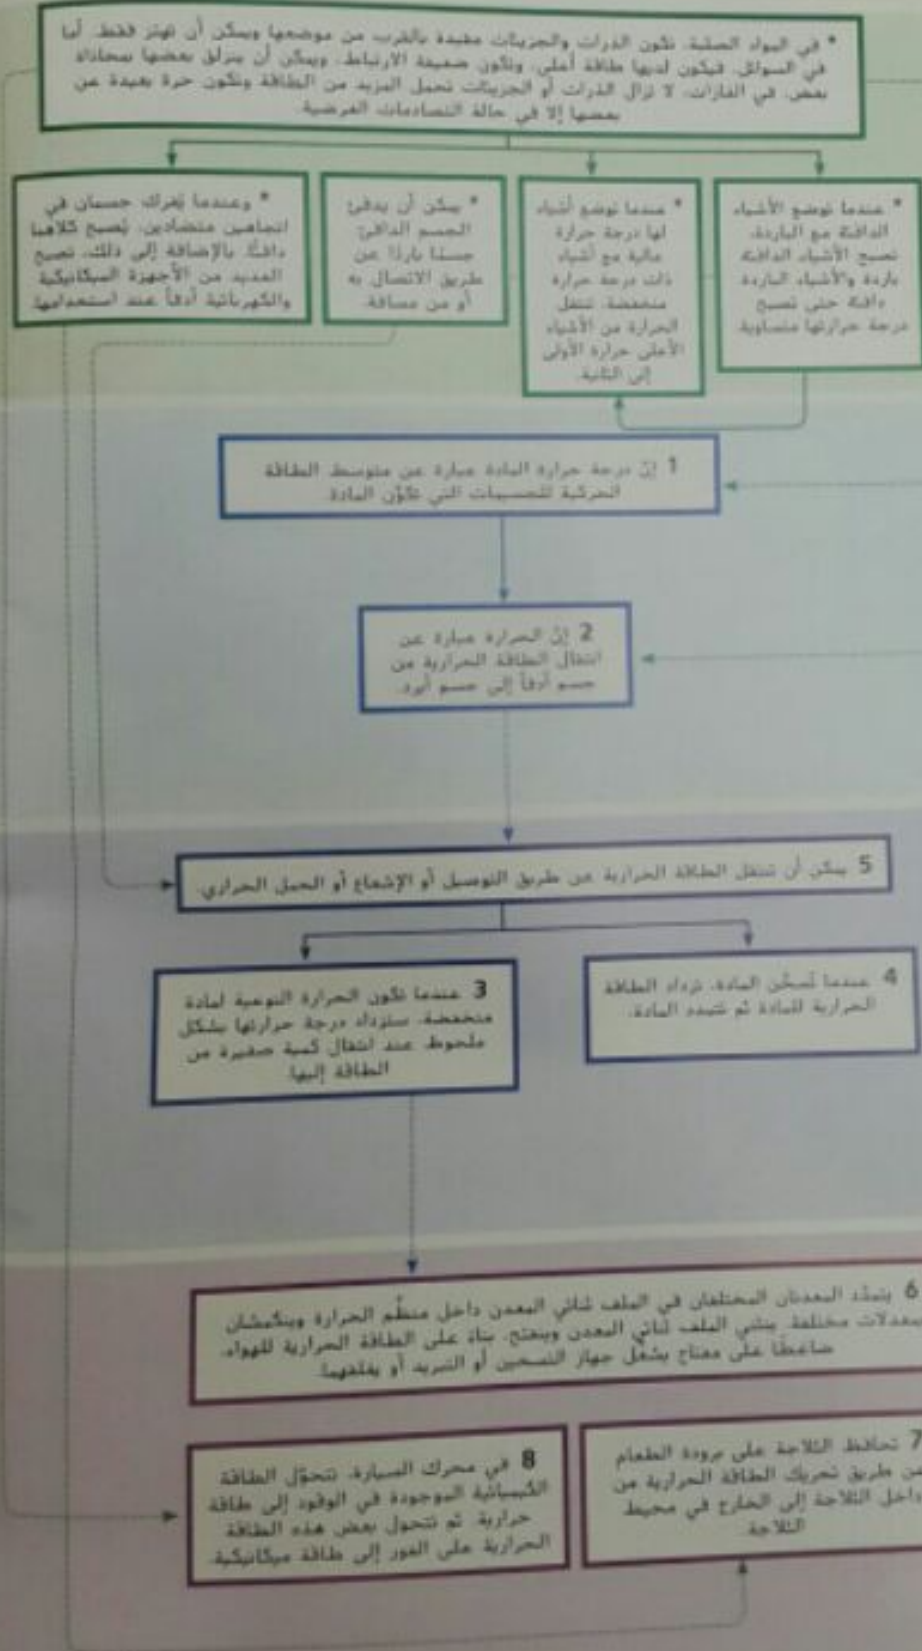 * في المواد الصلبة، تكون الذرات والجزيئات مقيدة بالقرب من موضعها ويمكن أن تهتز فقط. أما
في السوائل، فيكون لديها طاقة أعلى، وتكون ضعيفة الارتباط، ويمكن أن ينزلق بعضها بمحاذاة
بعض. في الغازات، لا تزال الذرات أو الجزيئات تحمل المزيد من الطاقة وتكون حرة بعيدة عن
بعضها إلا في حالة التصادمات العرضية.
* عندما توضع الأشياء
الدافئة مع الباردة،
تصبح الأشياء الدافئة
باردة والأشياء الباردة
دافئة حتى تصبح
درجة حرارتها متساوية.
* عندما توضع أشياء
لها درجة حرارة
عالية مع أشياء
ذات درجة حرارة
منخفضة، تنتقل
الحرارة من الأشياء
الأعلى حرارة الأولى
إلى الثانية.
* يمكن أن يدفئ
الجسم الدافئ
جسمًا باردًا عن
طريق الاتصال به
أو من مسافة.
* وعندما يُفرك جسمان في
اتجاهين متضادين، يُصبح كلاهما
دافئًا. بالإضافة إلى ذلك، تصبح
العديد من الأجهزة الميكانيكية
والكهربائية أدفأ عند استخدامها.
1 إنّ درجة حرارة المادة عبارة عن متوسط الطاقة
الحركية للجسيمات التي تكوّن المادة.
2 إنّ الحرارة عبارة عن
انتقال الطاقة الحرارية من
جسم أدفأ إلى جسم أبرد.
5 يمكن أن تنتقل الطاقة الحرارية عن طريق التوصيل أو الإشعاع أو الحمل الحراري.
4 عندما تُسخّن المادة، تزداد الطاقة
الحرارية للمادة ثم تتمدد المادة.
3 عندما تكون الحرارة النوعية لمادة
منخفضة، ستزداد درجة حرارتها بشكل
ملحوظ عند انتقال كمية صغيرة من
الطاقة إليها.
6 يتمدّد المعدنان المختلفان في الملف ثنائي المعدن داخل منظّم الحرارة وينكمشان
بمعدلات مختلفة. ينثني الملف ثنائي المعدن وينفتح، بناءً على الطاقة الحرارية للهواء،
ضاغطًا على مفتاح يشغّل جهاز التسخين أو التبريد أو يغلقهما.
7 تحافظ الثلاجة على برودة الطعام
عن طريق تحريك الطاقة الحرارية من
داخل الثلاجة إلى الخارج في محيط
الثلاجة
8 في محرك السيارة، تتحوّل الطاقة
الكيميائية الموجودة في الوقود إلى طاقة
حرارية. ثم تتحول بعض هذه الطاقة
الحرارية على الفور إلى طاقة ميكانيكية.